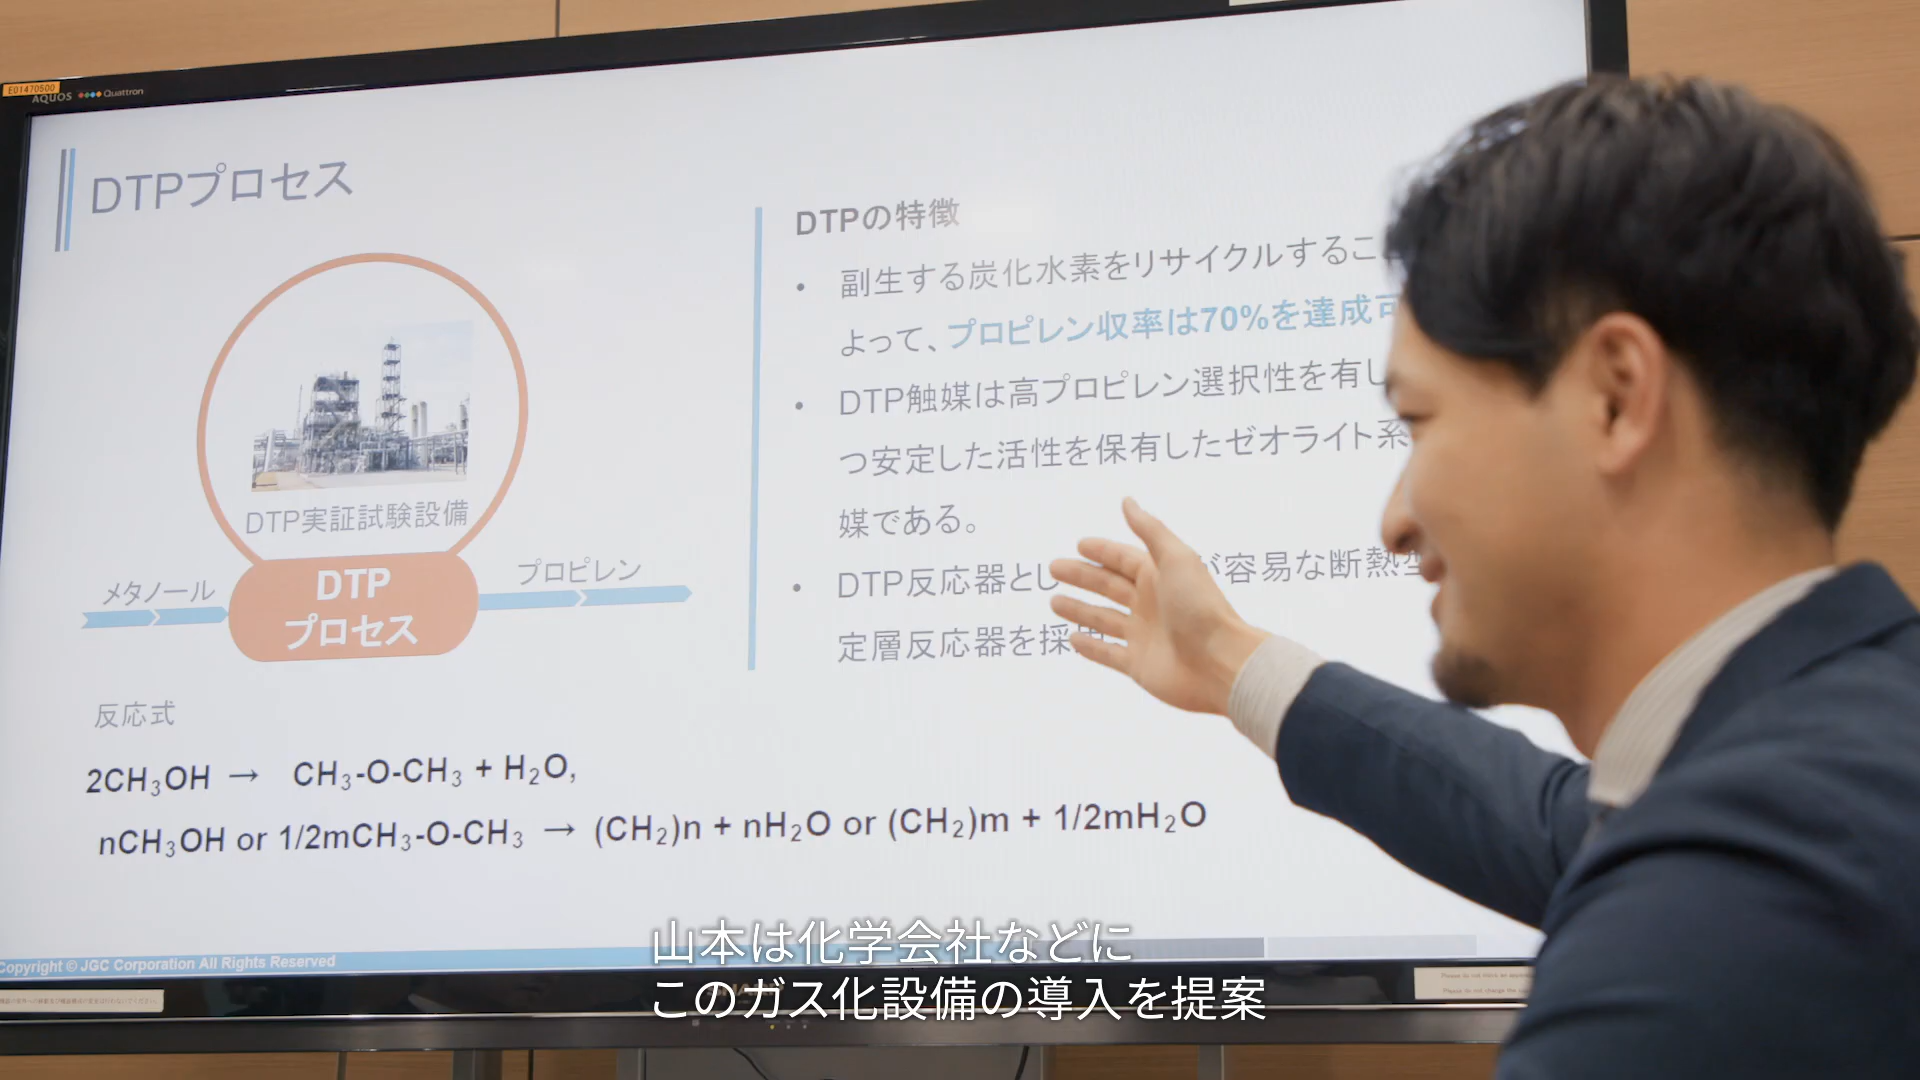 E01470500
AQUOS Quattron
DTPプロセス
DTP実証試験設備
メタノール
DTP
プロセス
プロピレン
反応式
2CH₃OH → CH₃-O-CH₃ + H₂O,
nCH₃OH or 1/2mCH₃-O-CH₃ → (CH₂)n + nH₂O or (CH₂)m + 1/2mH₂O
DTPの特徴
• 副生する炭化水素をリサイクルするこ
よって、プロピレン収率は70%を達成可
• DTP触媒は高プロピレン選択性を有し
つ安定した活性を保有したゼオライト系
媒である。
• DTP反応器とし が容易な断熱型
定層反応器を採用
Copyright © JGC Corporation All Rights Reserved
山本は化学会社などに
このガス化設備の導入を提案